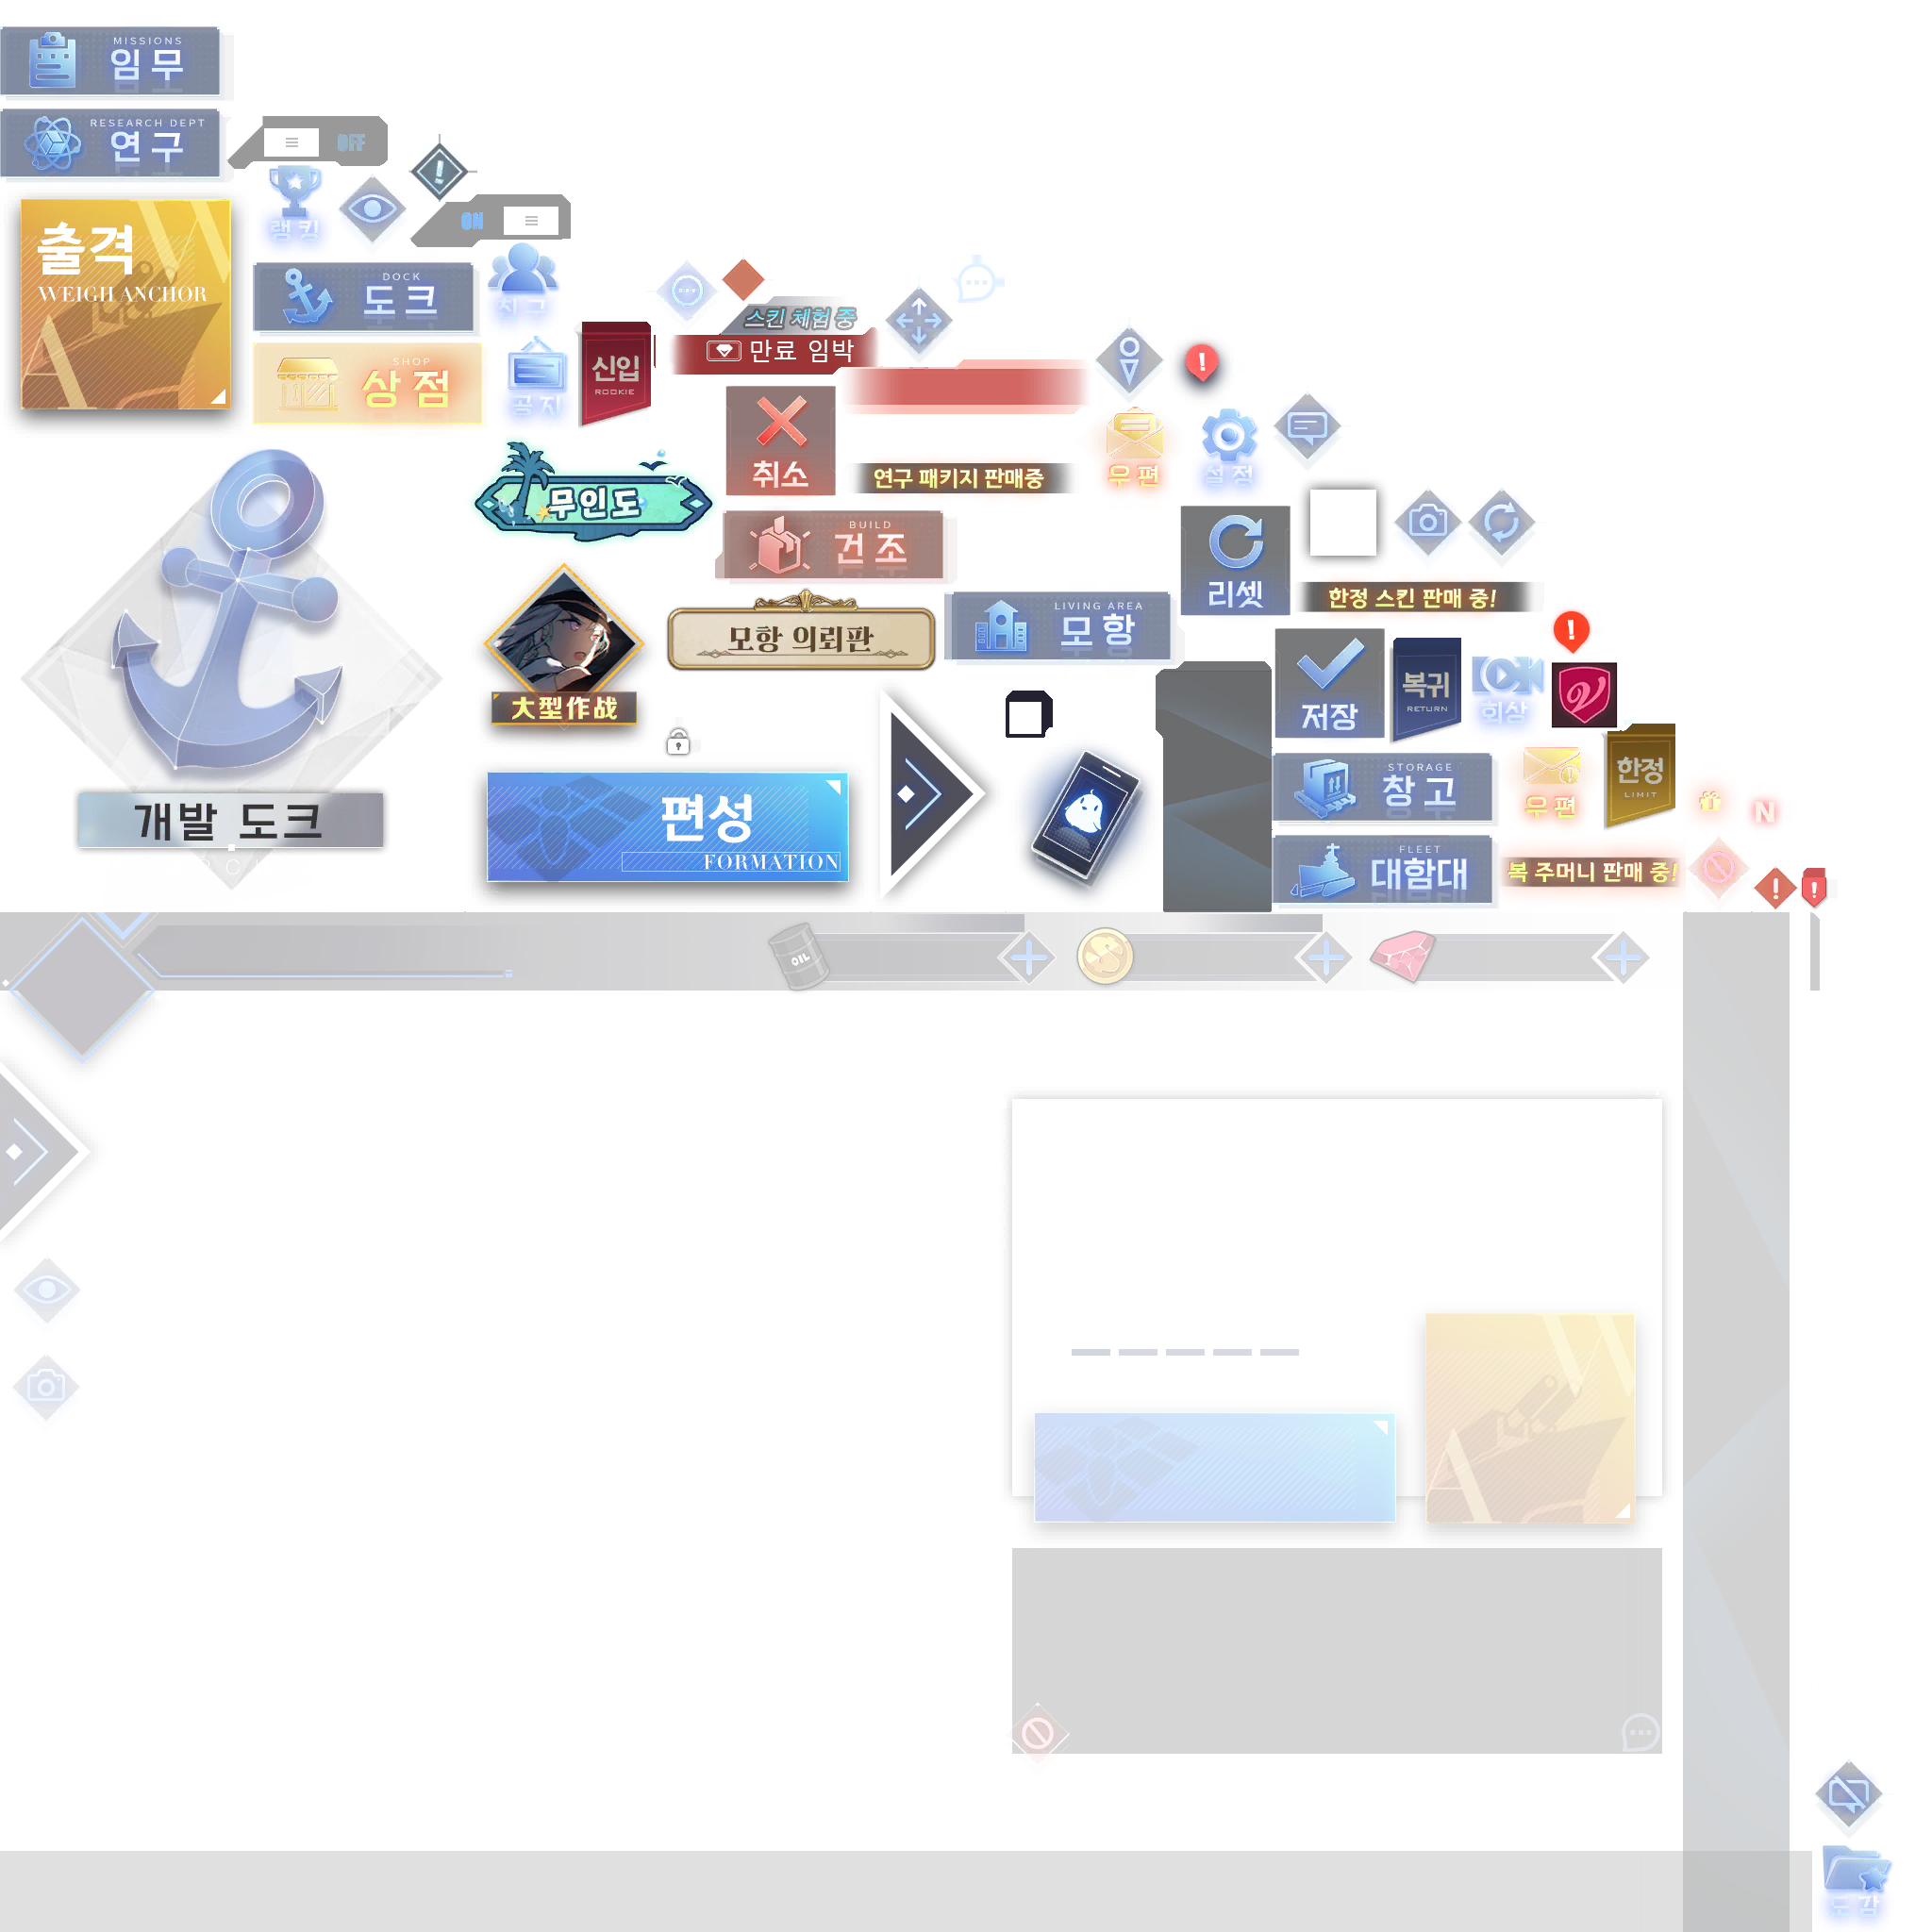 MISSIONS
임무
RESEARCH DEPT
연구
OFF
랭킹
ON
출격
WEIGH ANCHOR
DOCK
도크
친구
SHOP
상점
공지
신입
ROOKIE
스킨 체험 중
만료 임박
취소
연구 패키지 판매중
우편
설정
무인도
BUILD
건조
리셋
한정 스킨 판매 중!
大型作战
모항 의뢰판
LIVING AREA
모항
저장
복귀
RETURN
회상
개발 도크
편성
FORMATION
STORAGE
창고
우편
한정
LIMIT
N
FLEET
대함대
복 주머니 판매 중!
OIL
도감